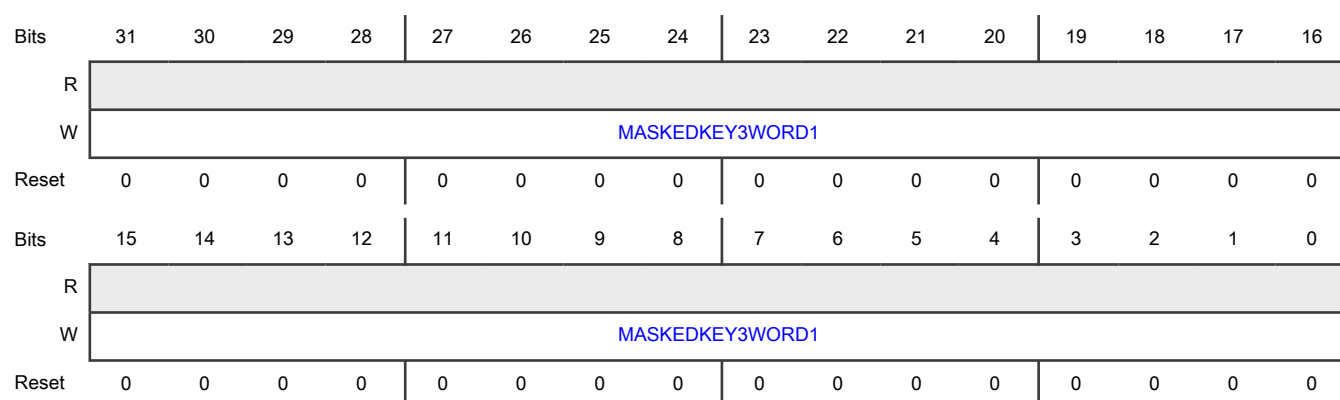 Bits 31 30 29 28 27 26 25 24 23 22 21 20 19 18 17 16
R
W MASKEDKEY3WORD1
Reset 0 0 0 0 0 0 0 0 0 0 0 0 0 0 0 0
Bits 15 14 13 12 11 10 9 8 7 6 5 4 3 2 1 0
R
W MASKEDKEY3WORD1
Reset 0 0 0 0 0 0 0 0 0 0 0 0 0 0 0 0